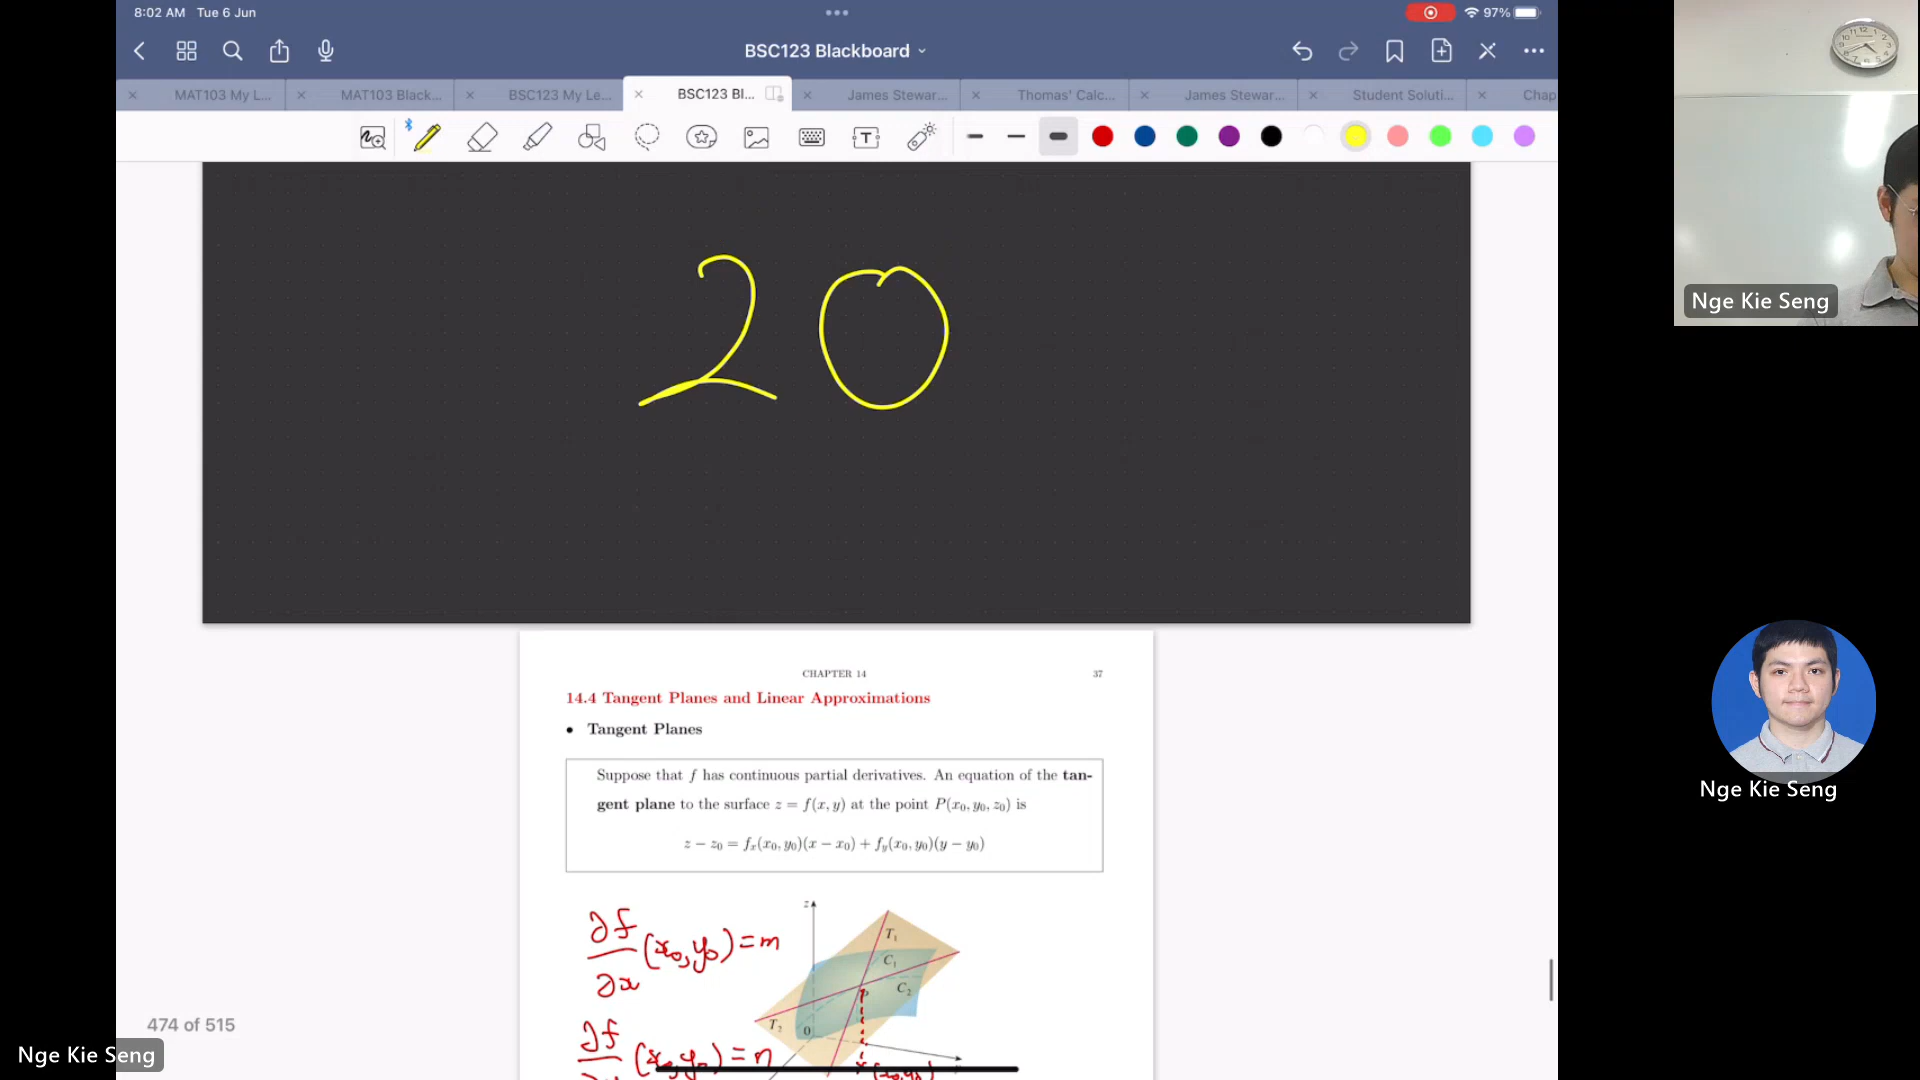 8:02 AM Tue 6 Jun
97%
BSC123 Blackboard
MAT103 My L...
MAT103 Black...
BSC123 My Le...
BSC123 Bl...
James Stewar...
Thomas' Calc...
James Stewar...
Student Soluti...
Chap
20
CHAPTER 14 37
14.4 Tangent Planes and Linear Approximations
• Tangent Planes
Suppose that f has continuous partial derivatives. An equation of the tan-
gent plane to the surface z = f(x, y) at the point P(x₀, y₀, z₀) is
z − z₀ = fₓ(x₀, y₀)(x − x₀) + f_y(x₀, y₀)(y − y₀)
∂f/∂x (x₀, y₀) = m
z
T₁
C₁
C₂
P
T₂
0
∂f (x₀, y₀) = n
(x₀, y₀)
474 of 515
Nge Kie Seng
Nge Kie Seng
Nge Kie Seng